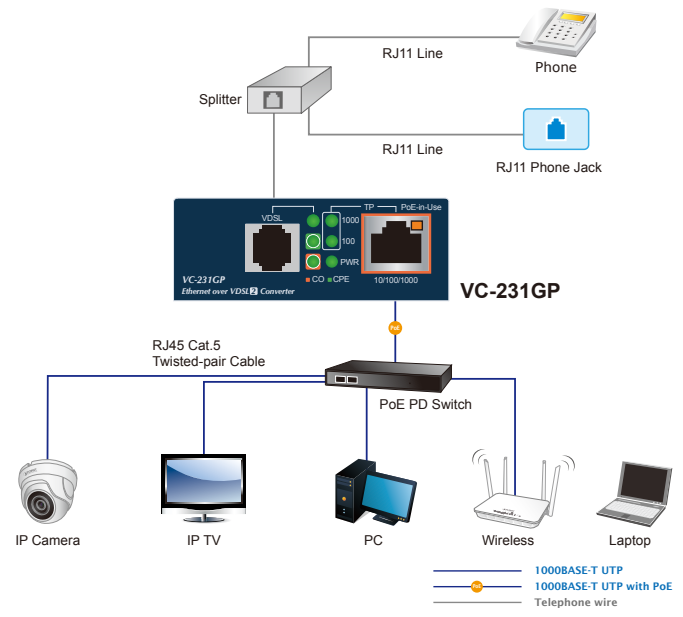 RJ11 Line
Phone
Splitter
RJ11 Line
RJ11 Phone Jack
TP
PoE-in-Use
VDSL
1000
100
PWR
VC-231GP
CO CPE
10/100/1000
Ethernet over VDSL2 Converter
VC-231GP
PoE
RJ45 Cat.5
Twisted-pair Cable
PoE PD Switch
IP Camera
IP TV
PC
Wireless
Laptop
1000BASE-T UTP
PoE
1000BASE-T UTP with PoE
Telephone wire